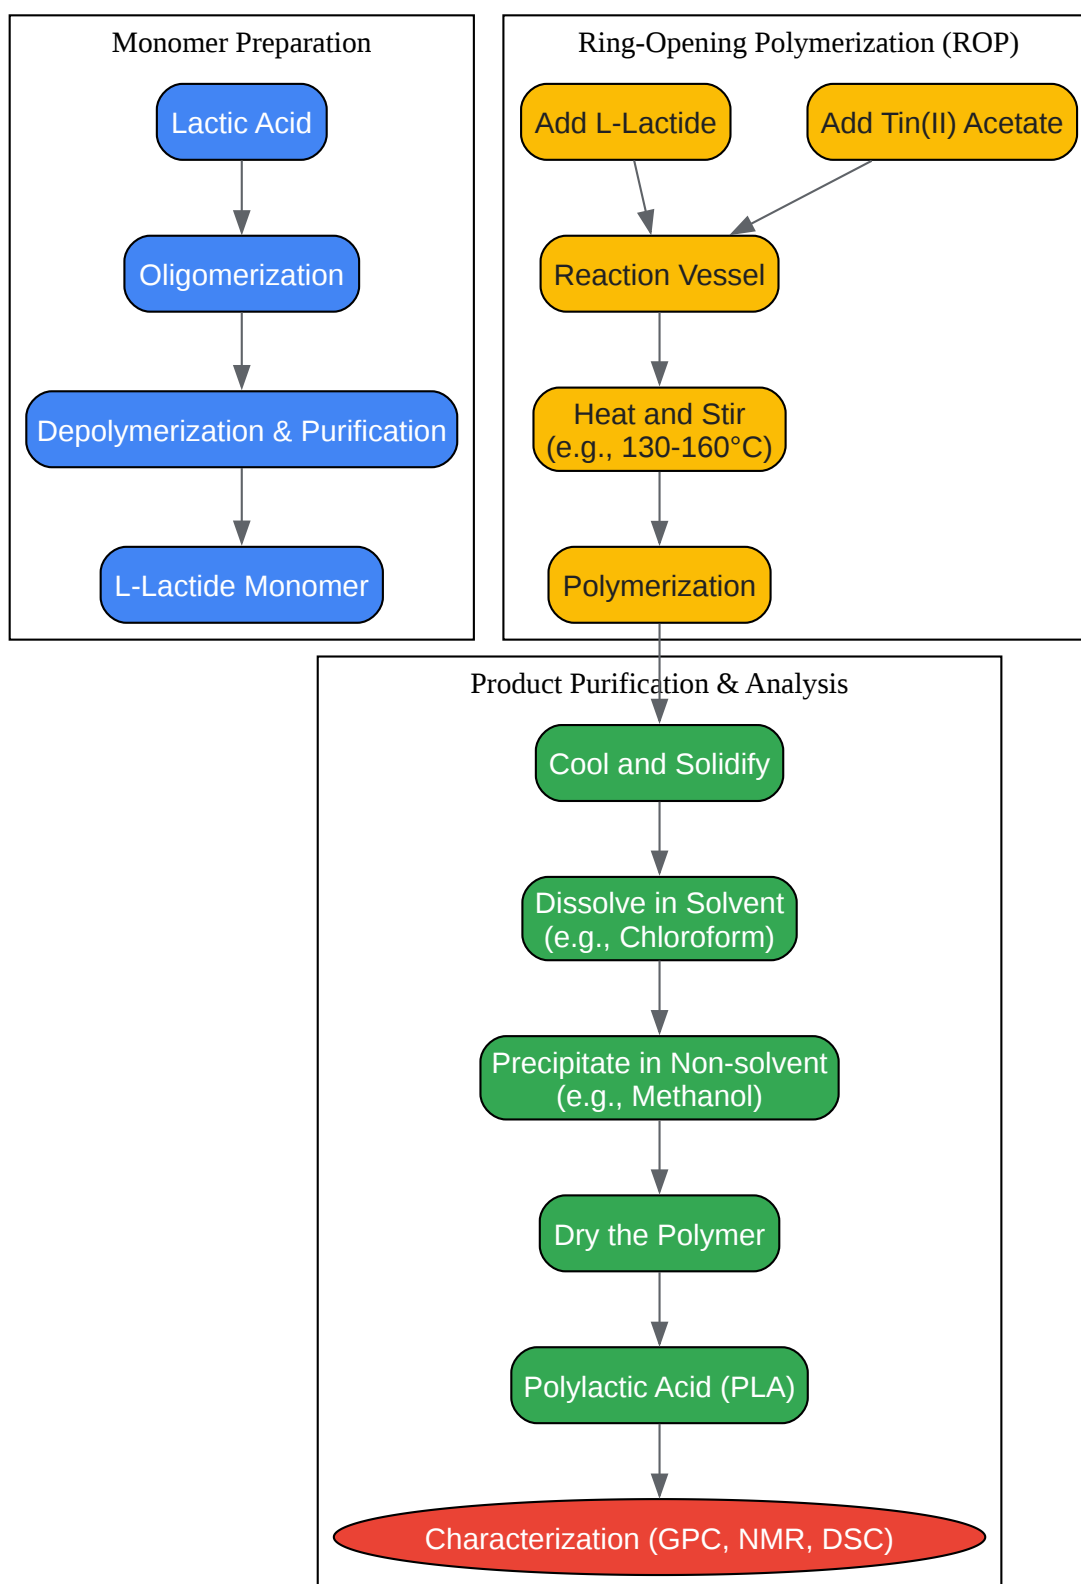 Monomer Preparation
Lactic Acid
Oligomerization
Depolymerization & Purification
L-Lactide Monomer
Ring-Opening Polymerization (ROP)
Add L-Lactide
Add Tin(II) Acetate
Reaction Vessel
Heat and Stir
(e.g., 130-160°C)
Polymerization
Product Purification & Analysis
Cool and Solidify
Dissolve in Solvent
(e.g., Chloroform)
Precipitate in Non-solvent
(e.g., Methanol)
Dry the Polymer
Polylactic Acid (PLA)
Characterization (GPC, NMR, DSC)